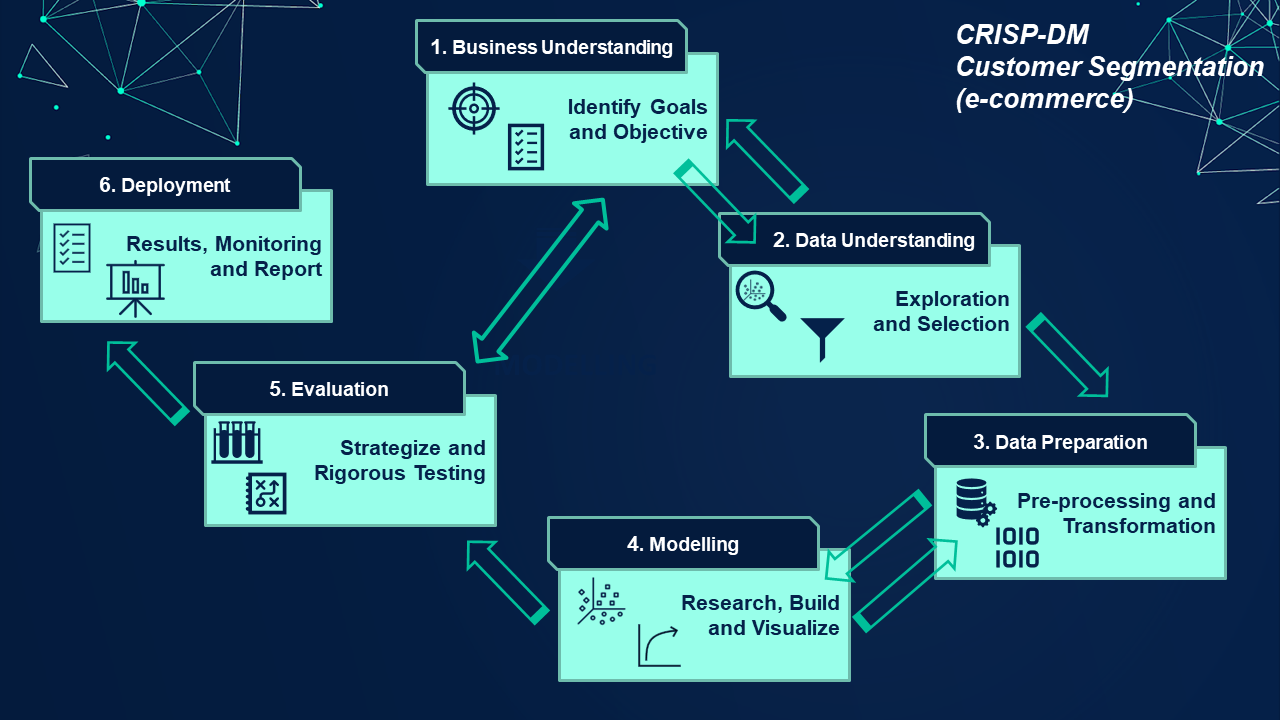 CRISP-DM
Customer Segmentation
(e-commerce)
1. Business Understanding
Identify Goals
and Objective
2. Data Understanding
Exploration
and Selection
3. Data Preparation
Pre-processing and
Transformation
IOIO
IOIO
4. Modelling
Research, Build
and Visualize
5. Evaluation
Strategize and
Rigorous Testing
6. Deployment
Results, Monitoring
and Report